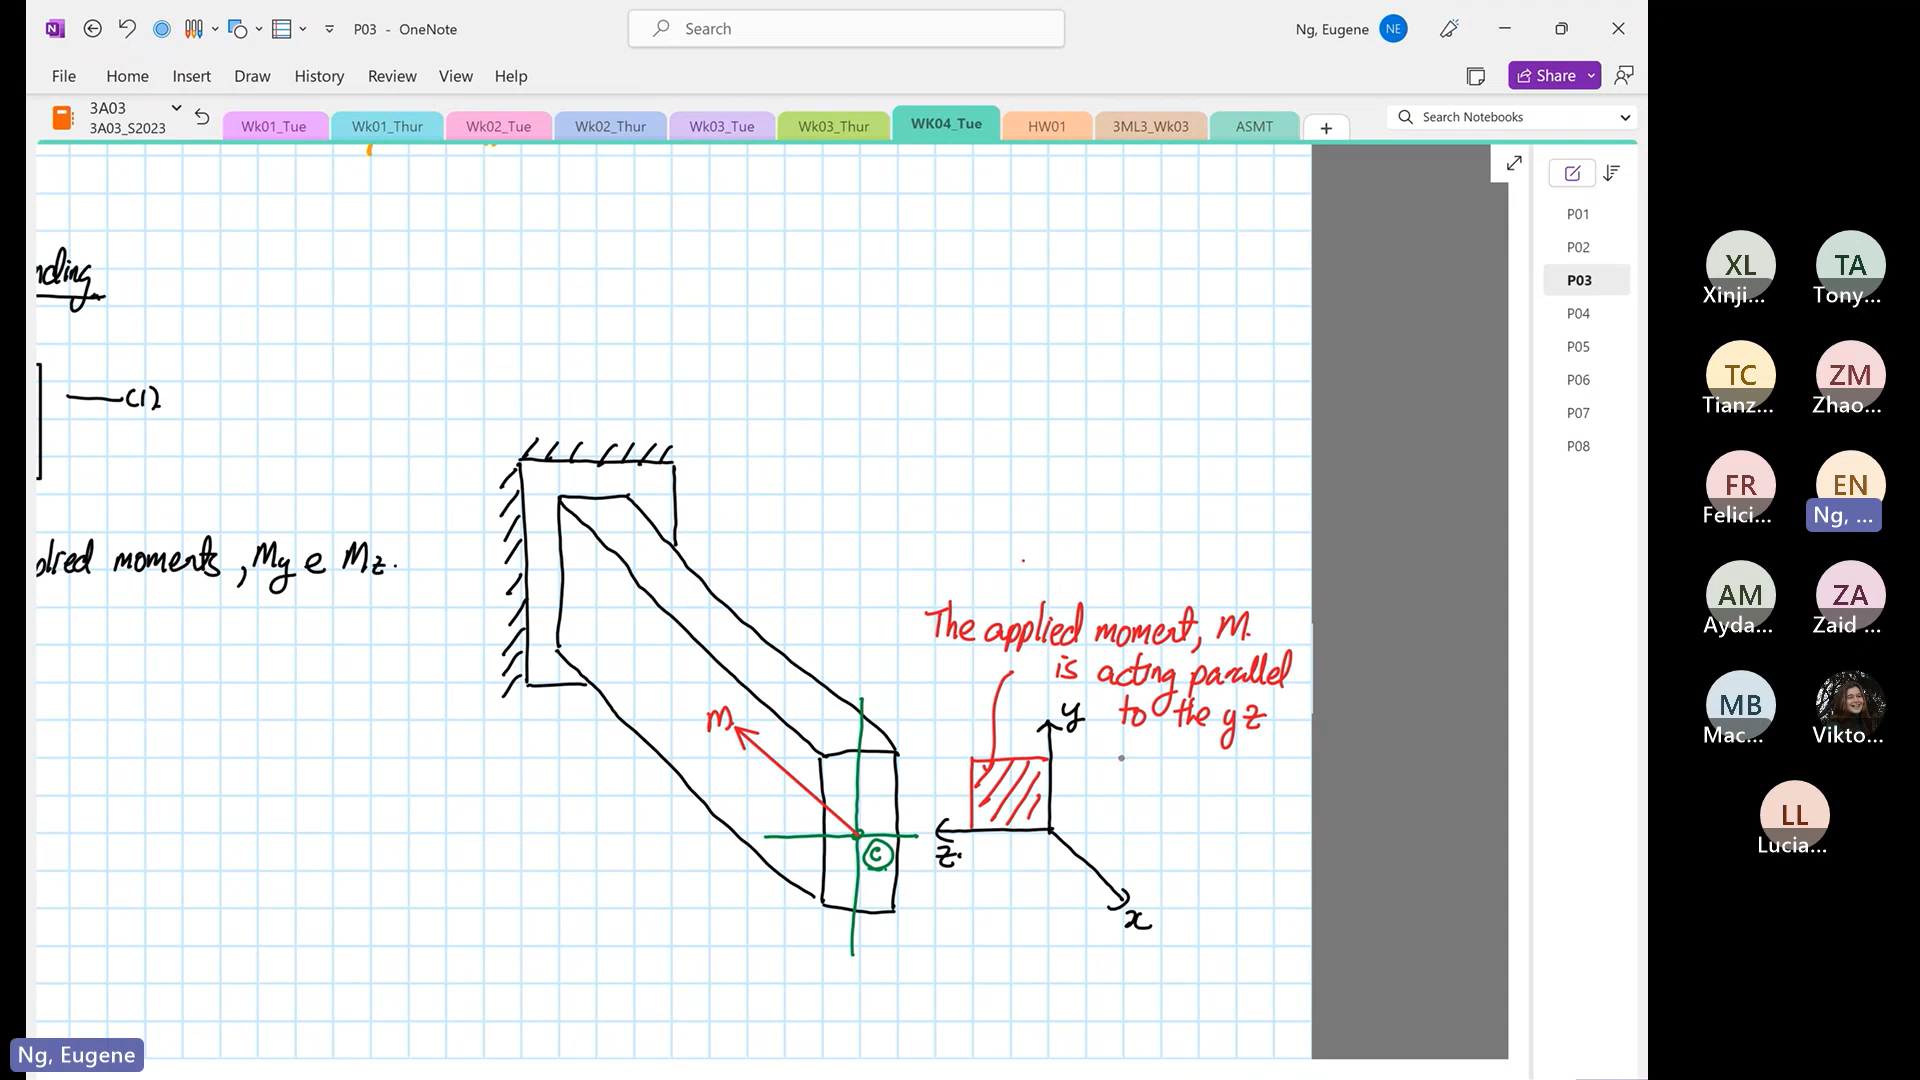 P03 - OneNote
Search
Ng, Eugene
NE
File
Home
Insert
Draw
History
Review
View
Help
Share
3A03
3A03_S2023
Wk01_Tue
Wk01_Thur
Wk02_Tue
Wk02_Thur
Wk03_Tue
Wk03_Thur
WK04_Tue
HW01
3ML3_Wk03
ASMT
+
Search Notebooks
P01
P02
P03
P04
P05
P06
P07
P08
nding
(1)
plied moments, My e Mz.
The applied moment, M.
is acting parallel
to the yz
M
y
z.
x
C
XL
Xinji...
TA
Tony...
TC
Tianz...
ZM
Zhao...
FR
Felici...
EN
Ng, ...
AM
Ayda...
ZA
Zaid ...
MB
Mac...
Vikto...
LL
Lucia...
Ng, Eugene